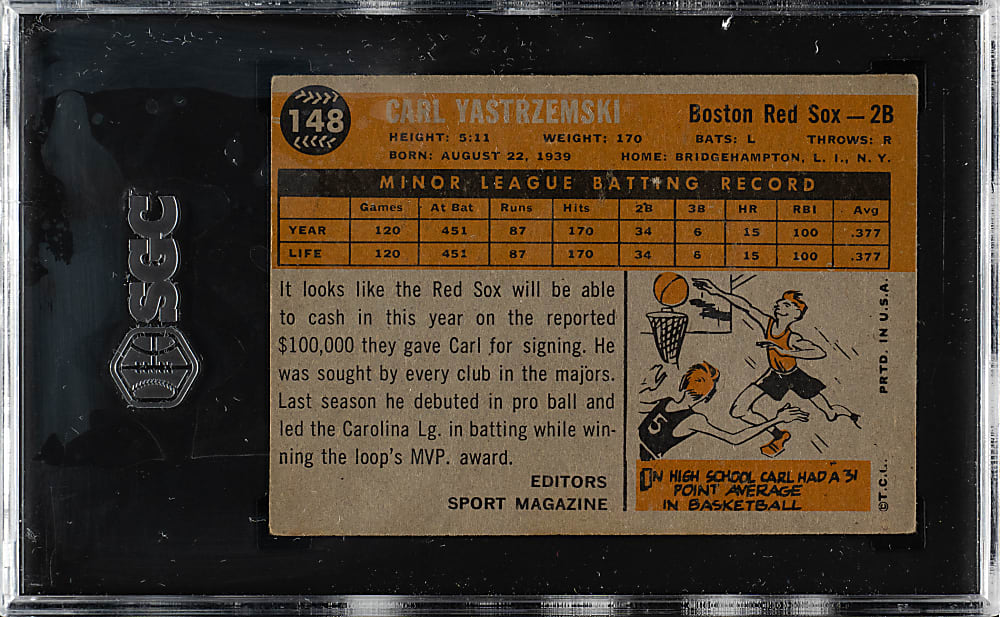 148
CARL YASTRZEMSKI
Boston Red Sox — 2B
HEIGHT: 5:11 WEIGHT: 170 BATS: L THROWS: R
BORN: AUGUST 22, 1939 HOME: BRIDGEHAMPTON, L. I., N. Y.
MINOR LEAGUE BATTING RECORD
Games At Bat Runs Hits 2B 3B HR RBI Avg
YEAR 120 451 87 170 34 6 15 100 .377
LIFE 120 451 87 170 34 6 15 100 .377
It looks like the Red Sox will be able
to cash in this year on the reported
$100,000 they gave Carl for signing. He
was sought by every club in the majors.
Last season he debuted in pro ball and
led the Carolina Lg. in batting while win-
ning the loop's MVP. award.
EDITORS
SPORT MAGAZINE
5
IN HIGH SCHOOL CARL HAD A 31
POINT AVERAGE
IN BASKETBALL
PRTD. IN U.S.A.
©T.C.L.
SGC